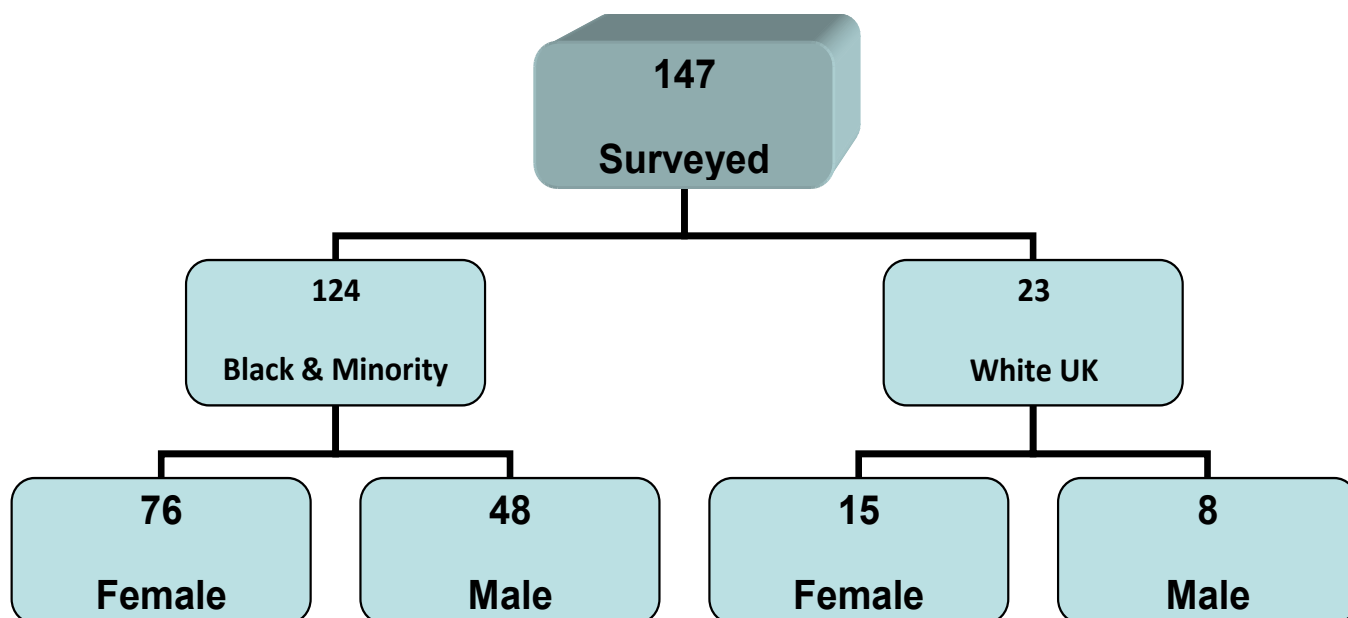 147
Surveyed
124
Black & Minority
23
White UK
76
Female
48
Male
15
Female
8
Male